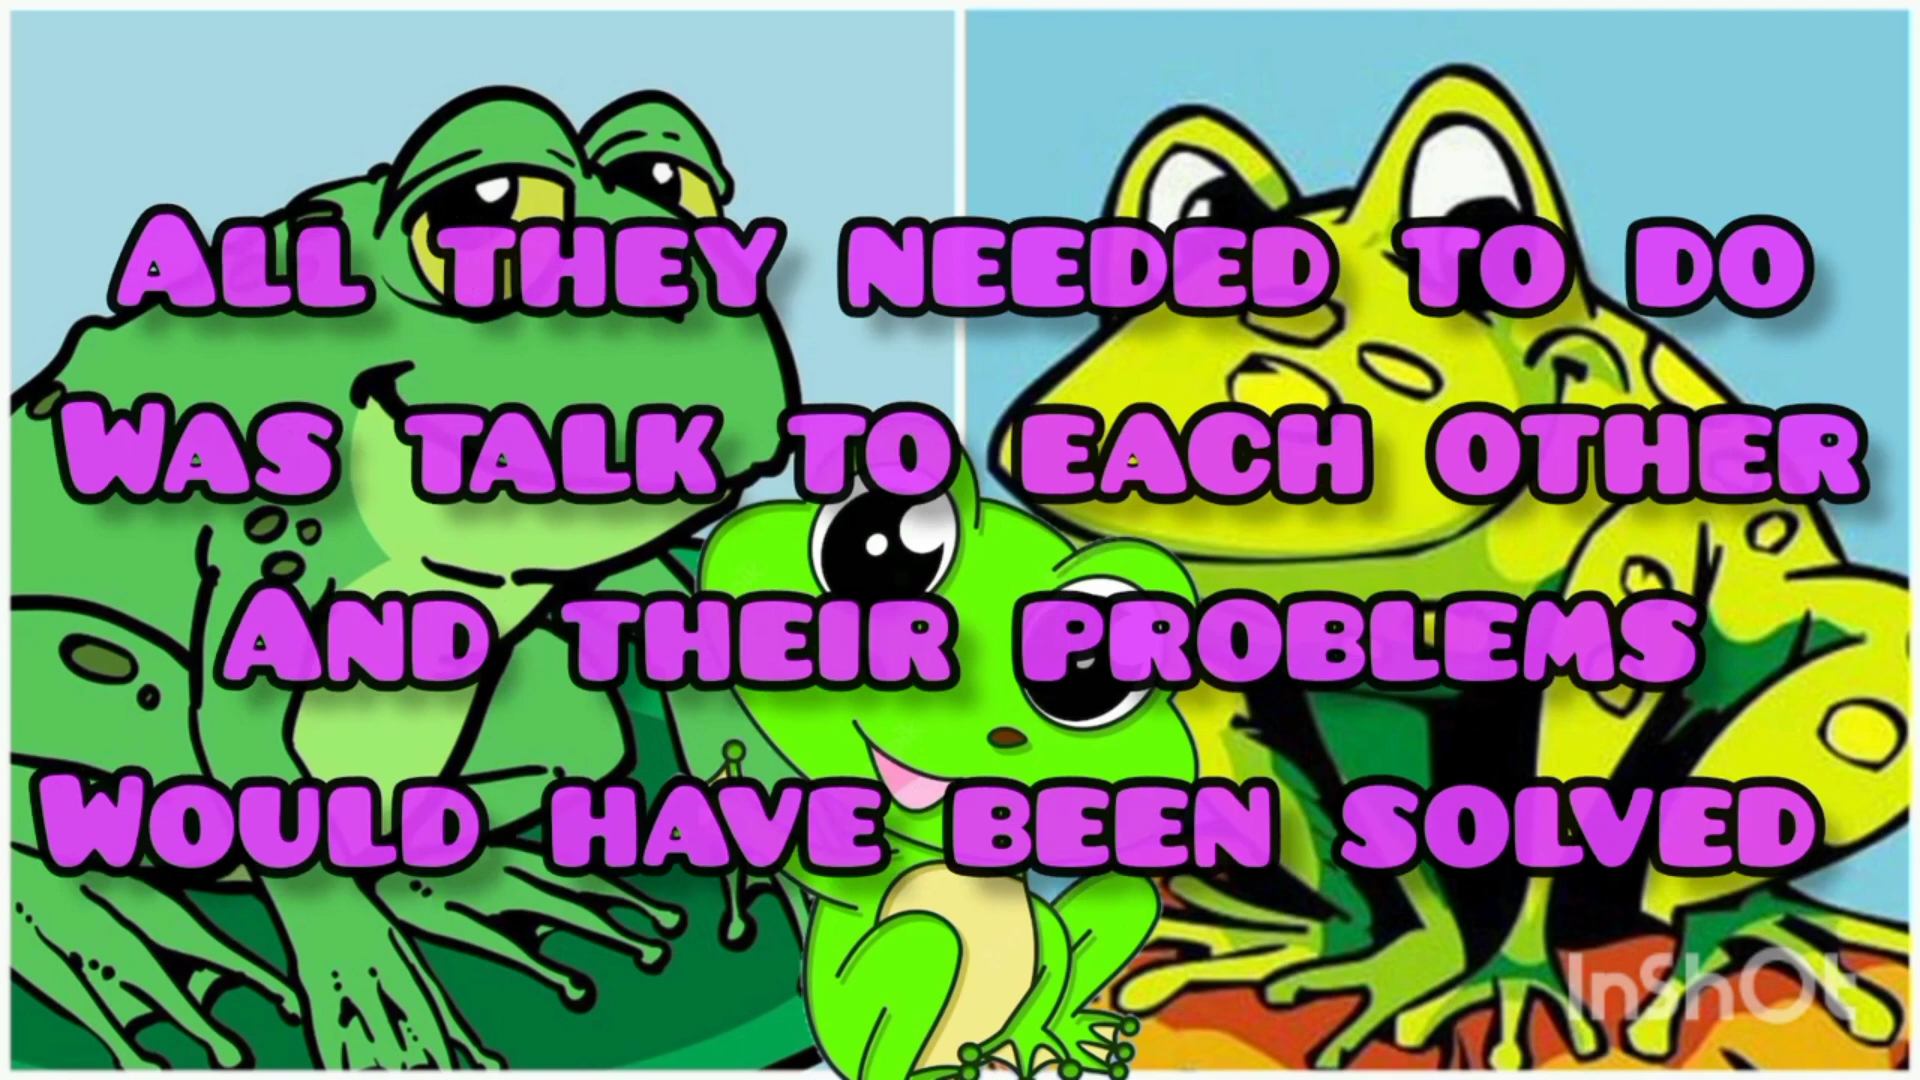 All they needed to do
Was talk to each other
And their problems
Would have been solved
InShOt